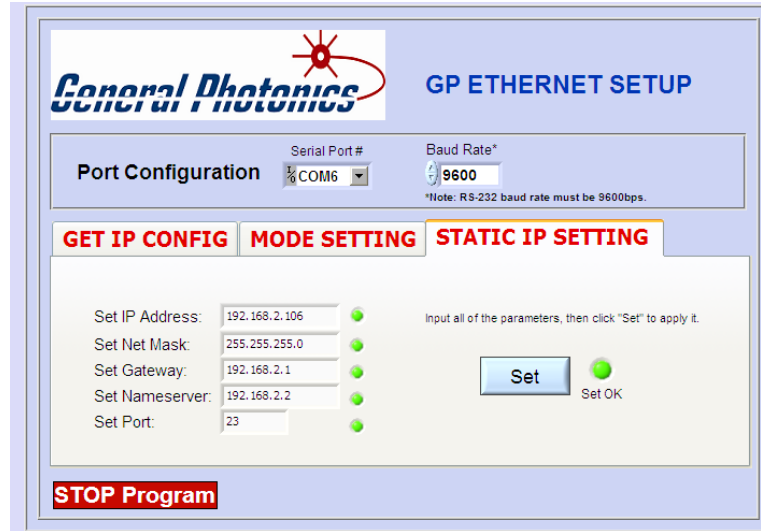 General Photonics
GP ETHERNET SETUP
Port Configuration
Serial Port #
I/O COM6
Baud Rate*
9600
*Note: RS-232 baud rate must be 9600bps.
GET IP CONFIG
MODE SETTING
STATIC IP SETTING
Set IP Address: 192.168.2.106
Set Net Mask: 255.255.255.0
Set Gateway: 192.168.2.1
Set Nameserver: 192.168.2.2
Set Port: 23
Input all of the parameters, then click "Set" to apply it.
Set
Set OK
STOP Program